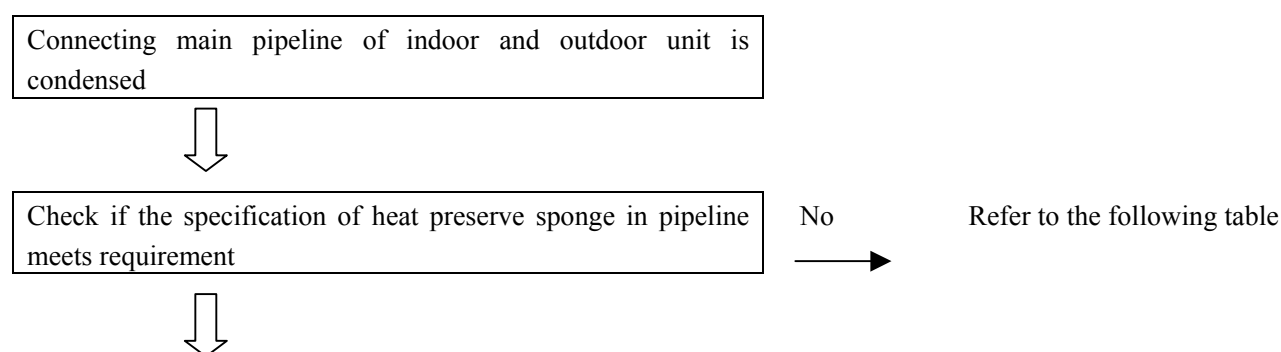 Connecting main pipeline of indoor and outdoor unit is
condensed
Check if the specification of heat preserve sponge in pipeline
meets requirement
No
Refer to the following table